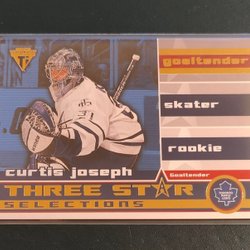 goaltender
skater
rookie
curtis joseph
Goaltender
THREE STAR
SELECTIONS